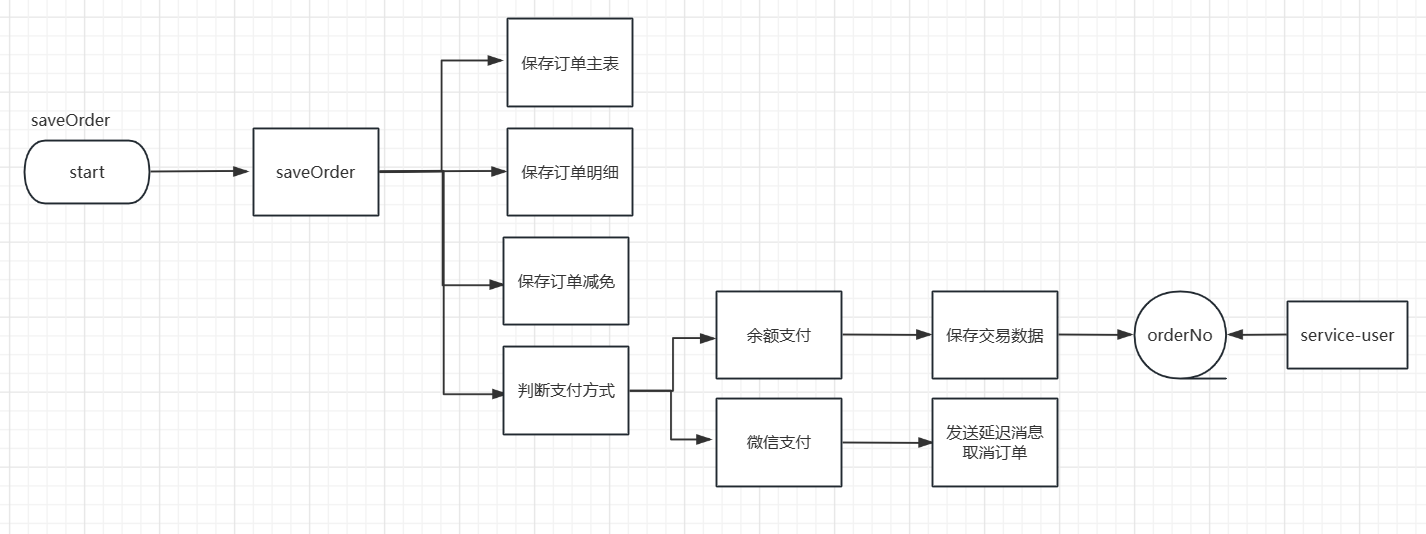 saveOrder
start
saveOrder
保存订单主表
保存订单明细
保存订单减免
判断支付方式
余额支付
保存交易数据
orderNo
service-user
微信支付
发送延迟消息
取消订单